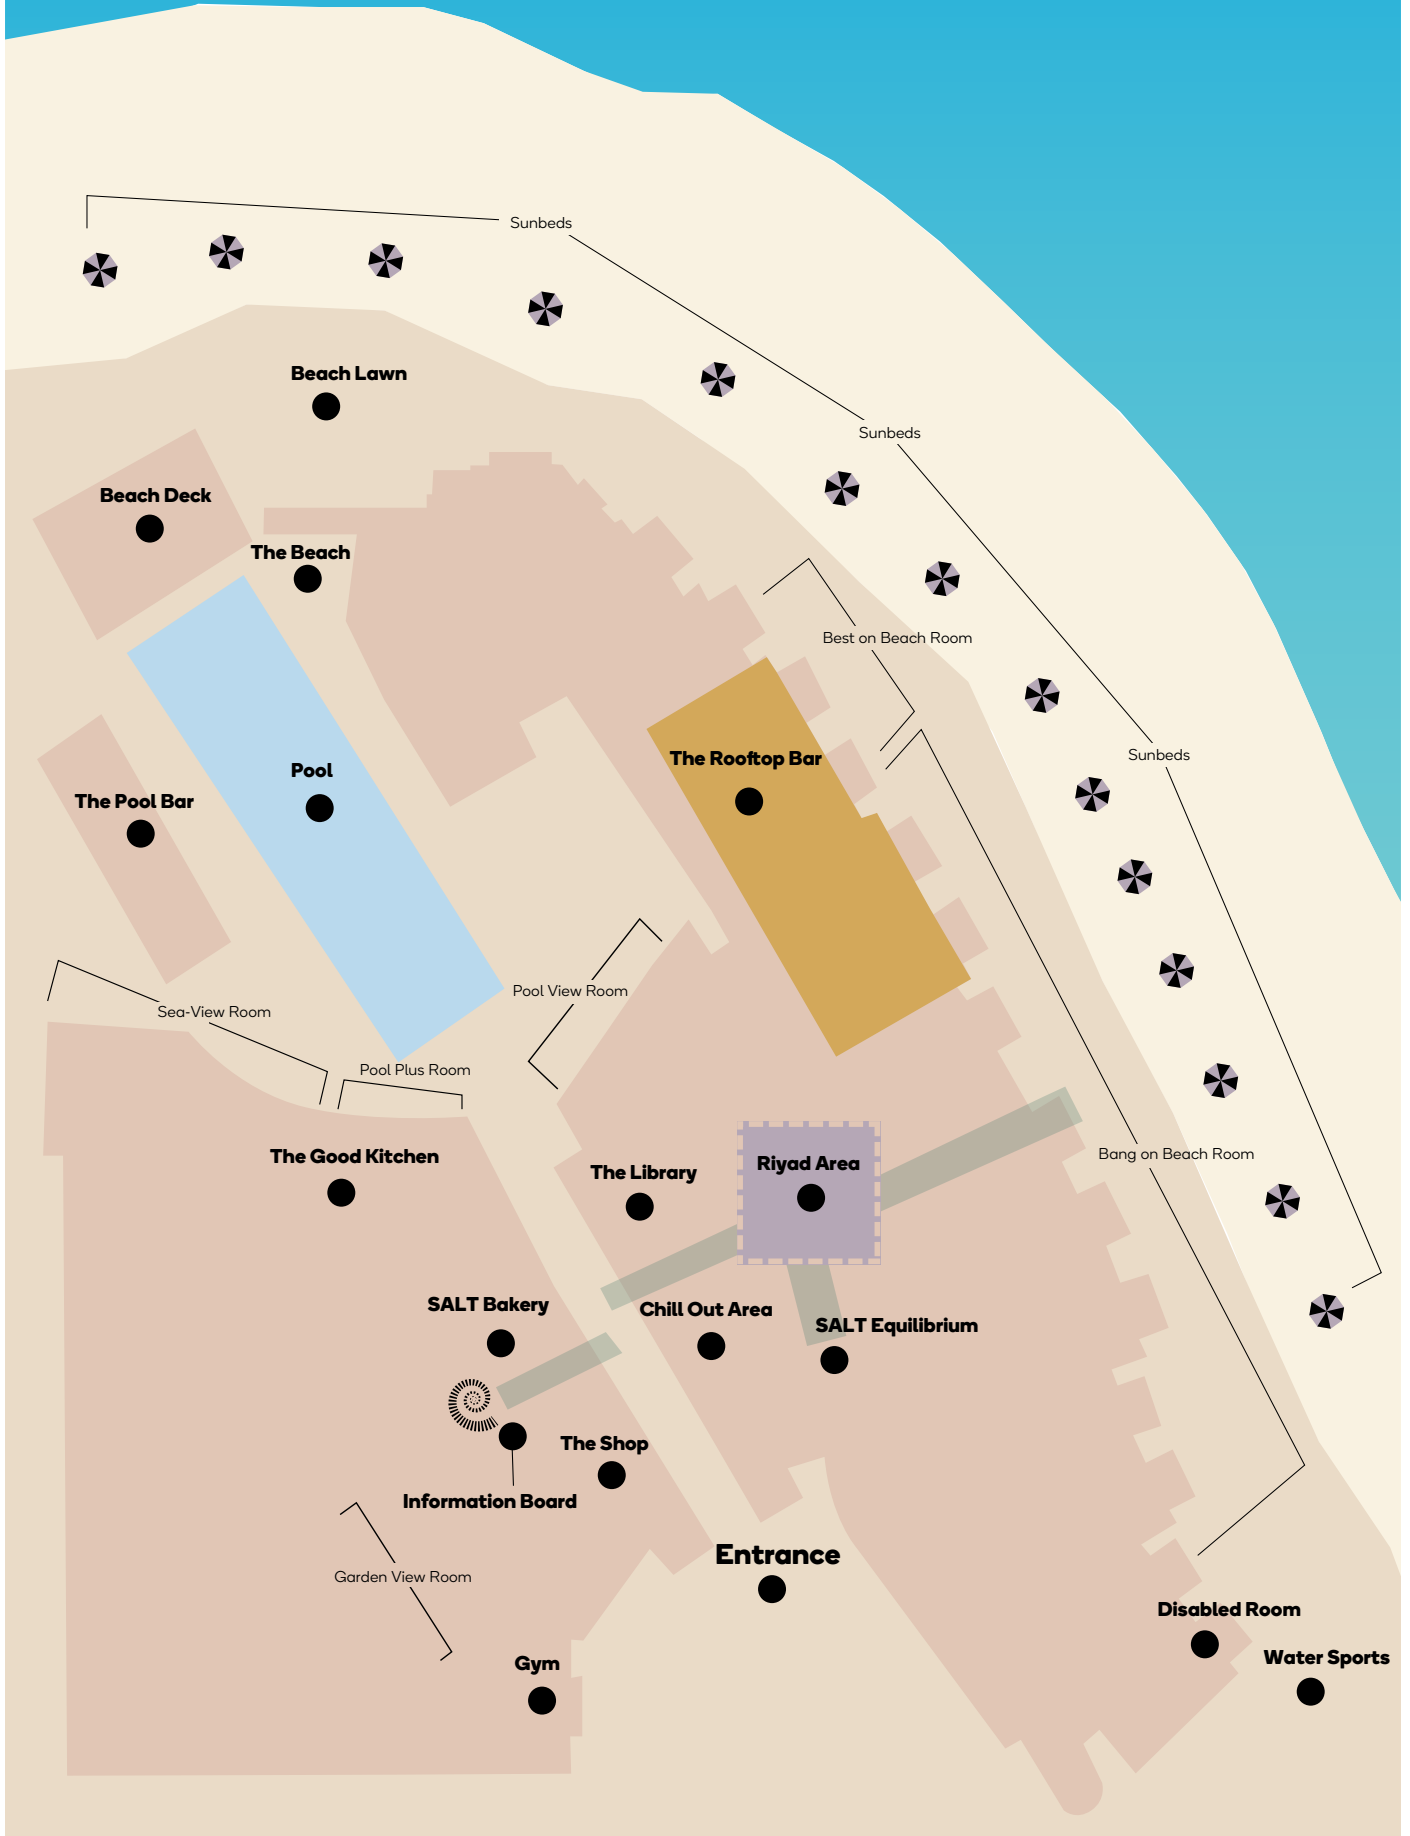 Sunbeds
Beach Lawn
Sunbeds
Beach Deck
The Beach
Best on Beach Room
Sunbeds
The Rooftop Bar
Pool
The Pool Bar
Pool View Room
Sea-View Room
Pool Plus Room
Bang on Beach Room
The Good Kitchen
Riyad Area
The Library
SALT Bakery
Chill Out Area
SALT Equilibrium
The Shop
Information Board
Entrance
Garden View Room
Disabled Room
Water Sports
Gym